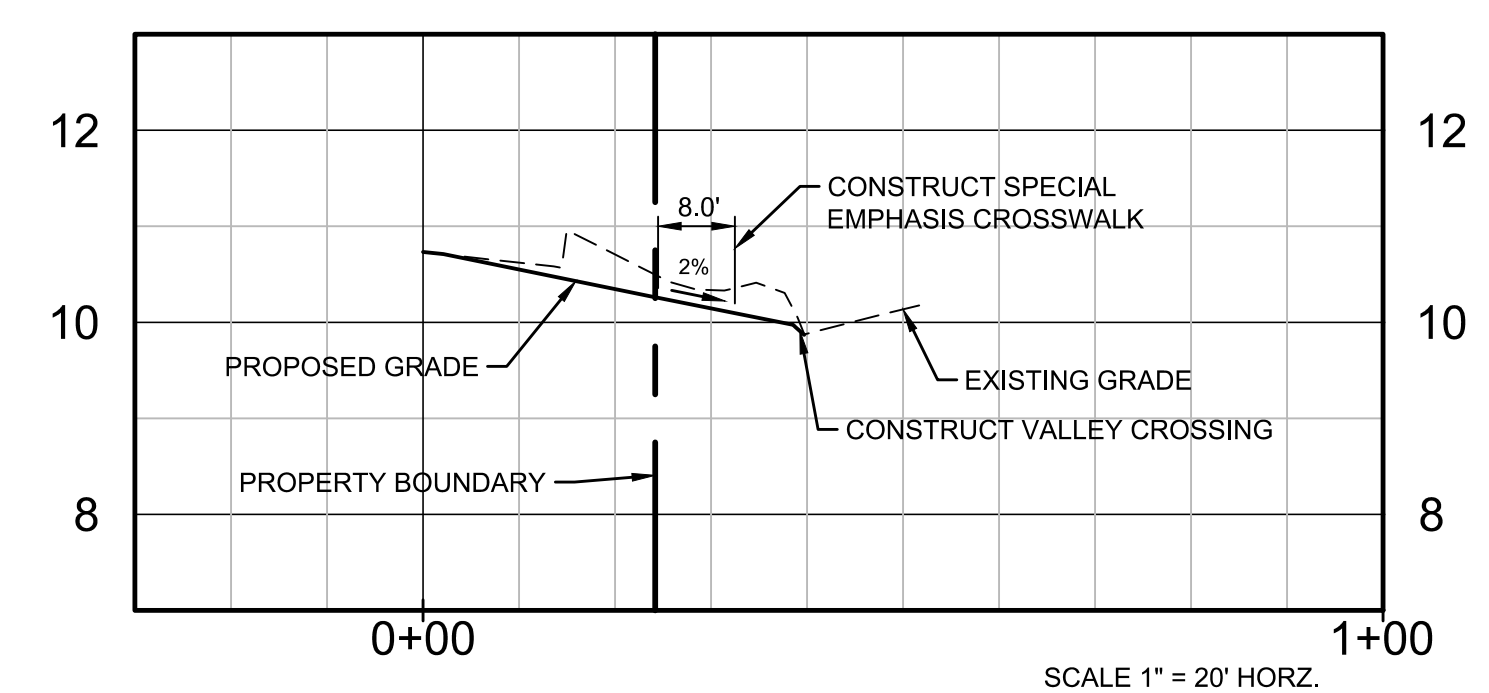 12
12
CONSTRUCT SPECIAL
EMPHASIS CROSSWALK
8.0'
2%
10
10
PROPOSED GRADE
EXISTING GRADE
CONSTRUCT VALLEY CROSSING
PROPERTY BOUNDARY
8
8
0+00
1+00
SCALE 1" = 20' HORZ.